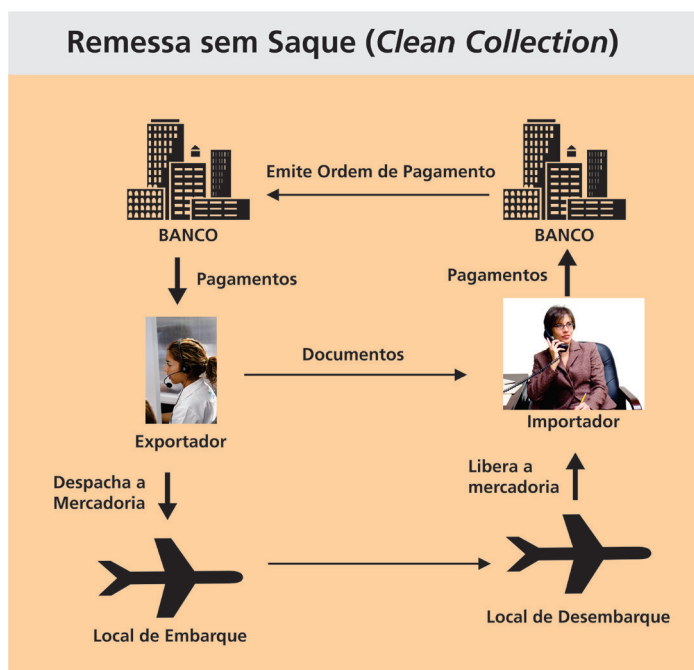 Remessa sem Saque (Clean Collection)
Emite Ordem de Pagamento
BANCO
BANCO
Pagamentos
Pagamentos
Documentos
Exportador
Importador
Despacha a
Mercadoria
Libera a
mercadoria
Local de Embarque
Local de Desembarque